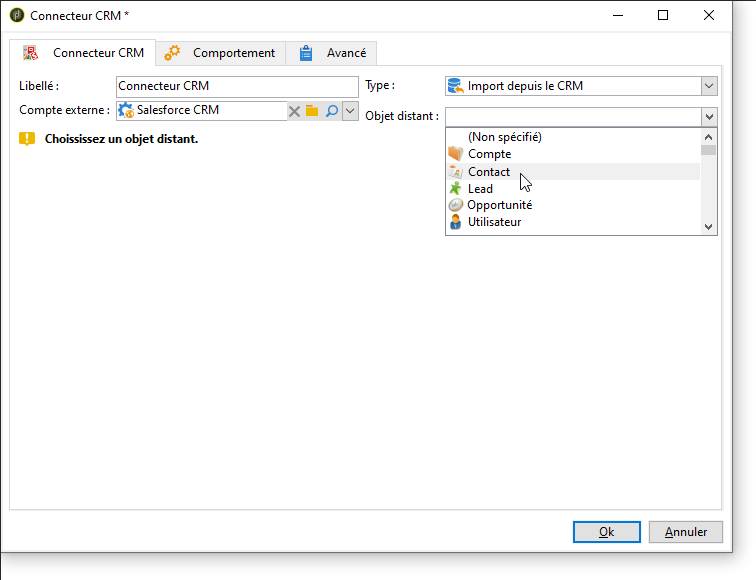 Connecteur CRM *
Connecteur CRM Comportement Avancé
Libellé : Connecteur CRM Type : Import depuis le CRM
Compte externe : Salesforce CRM Objet distant :
Choississez un objet distant.
(Non spécifié)
Compte
Contact
Lead
Opportunité
Utilisateur
Ok Annuler